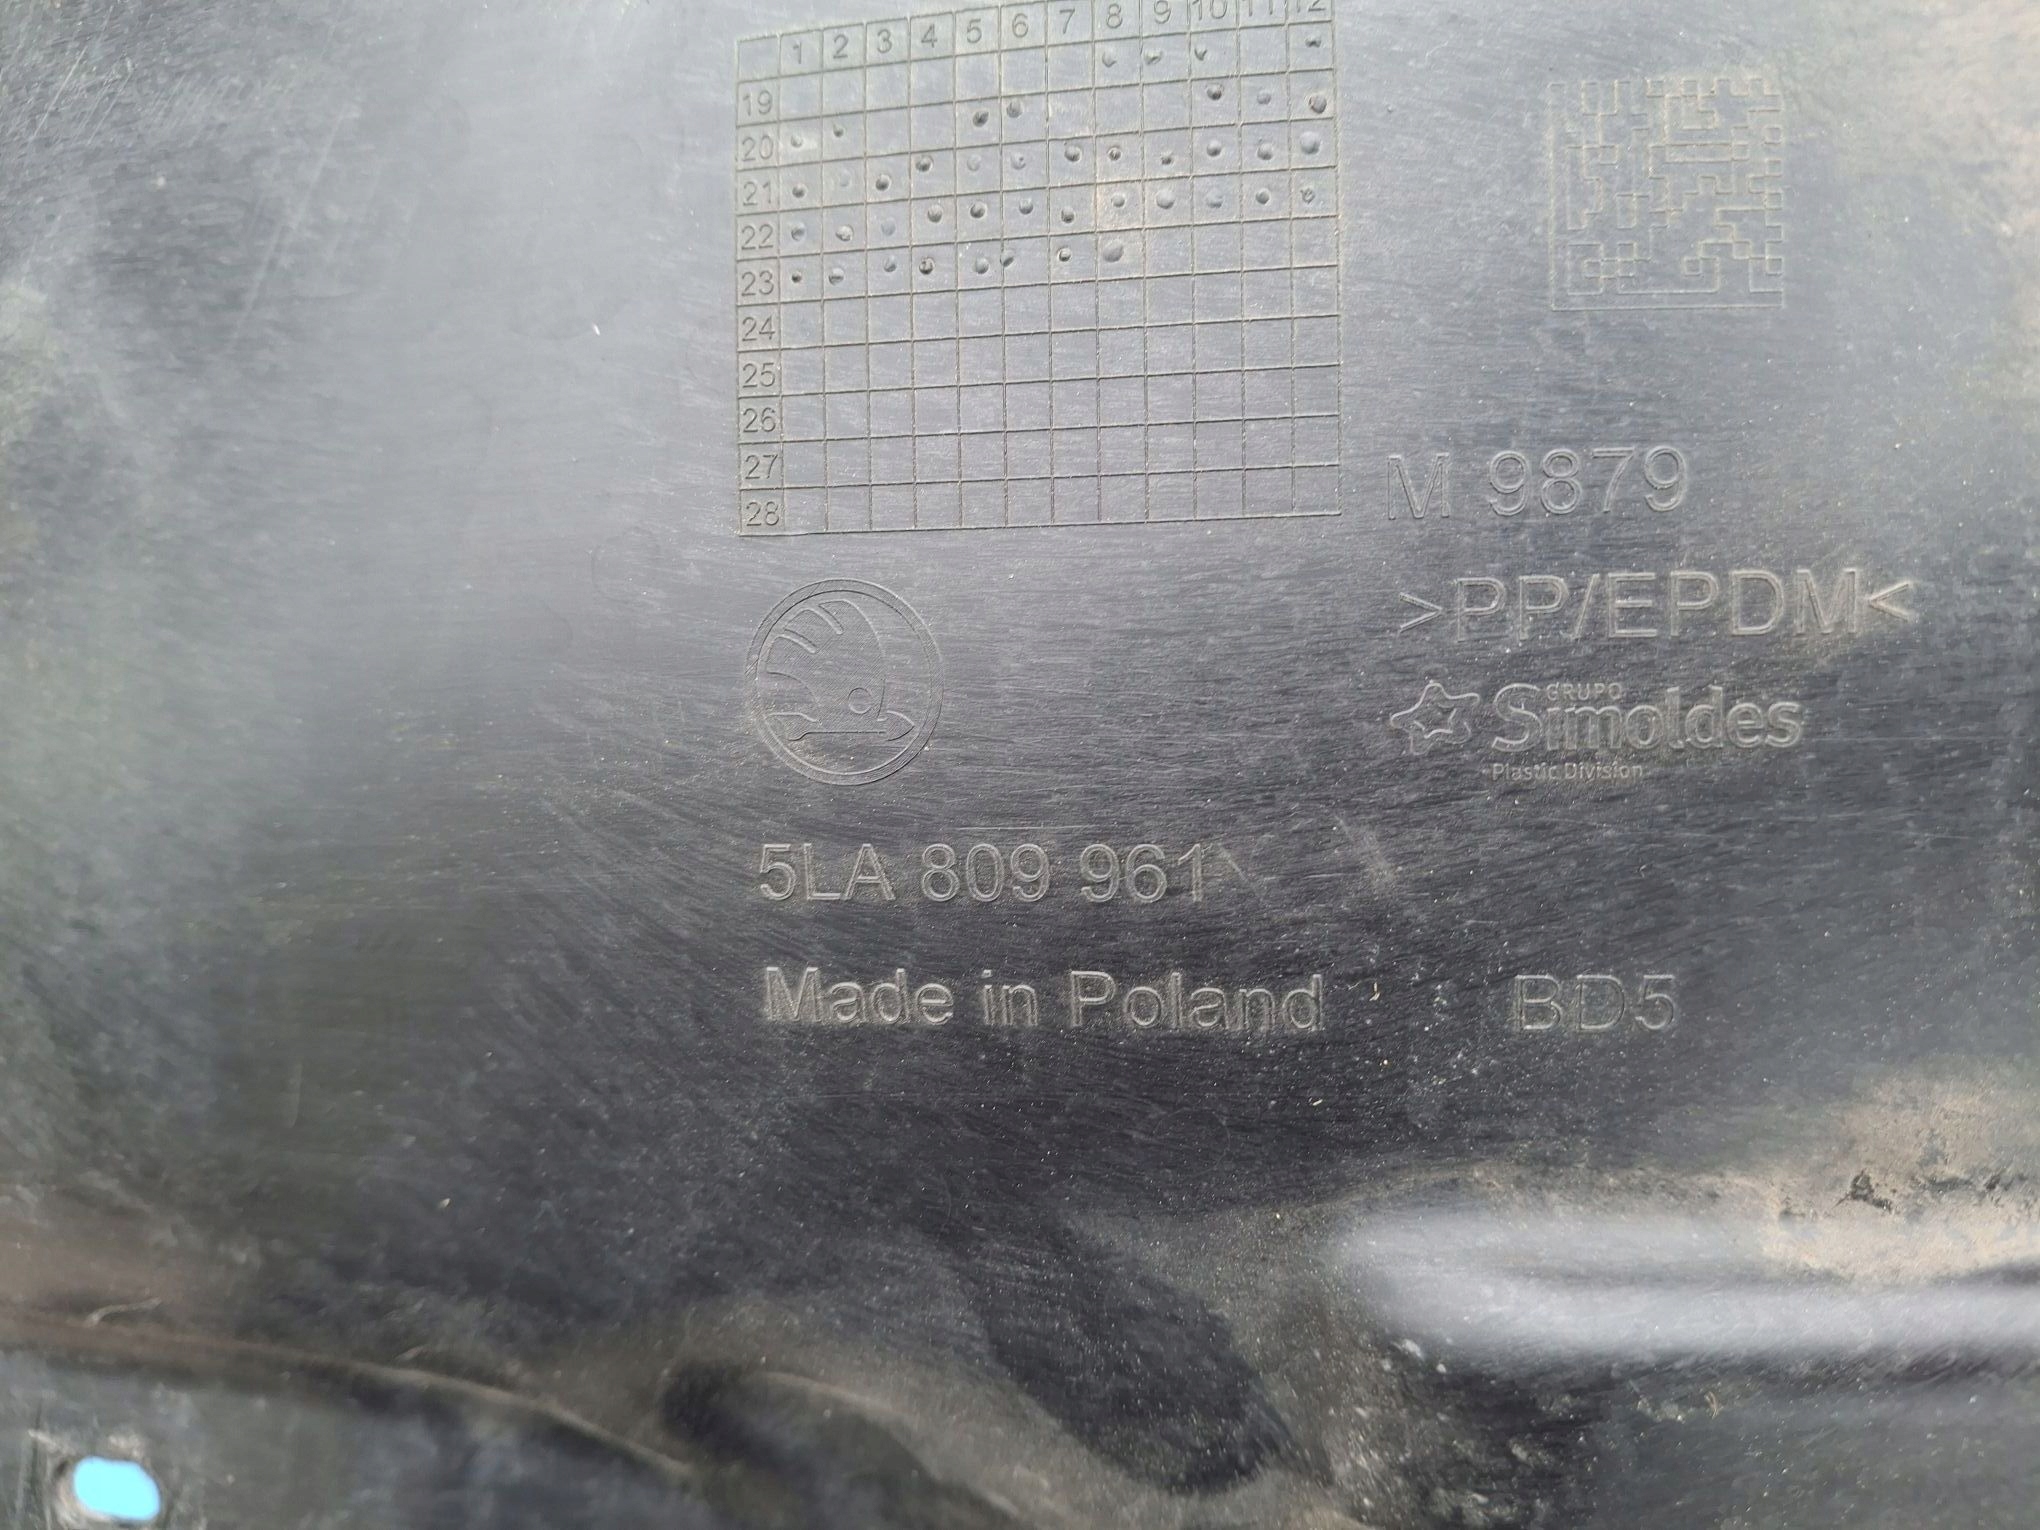 1 2 3 4 5 6 7 8 9 10 11 12
19
20
21
22
23
24
25
26
27
28
M 9879
>PP/EPDM<
GRUPO
Simoldes
Plastic Division
5LA 809 961
Made in Poland BD5